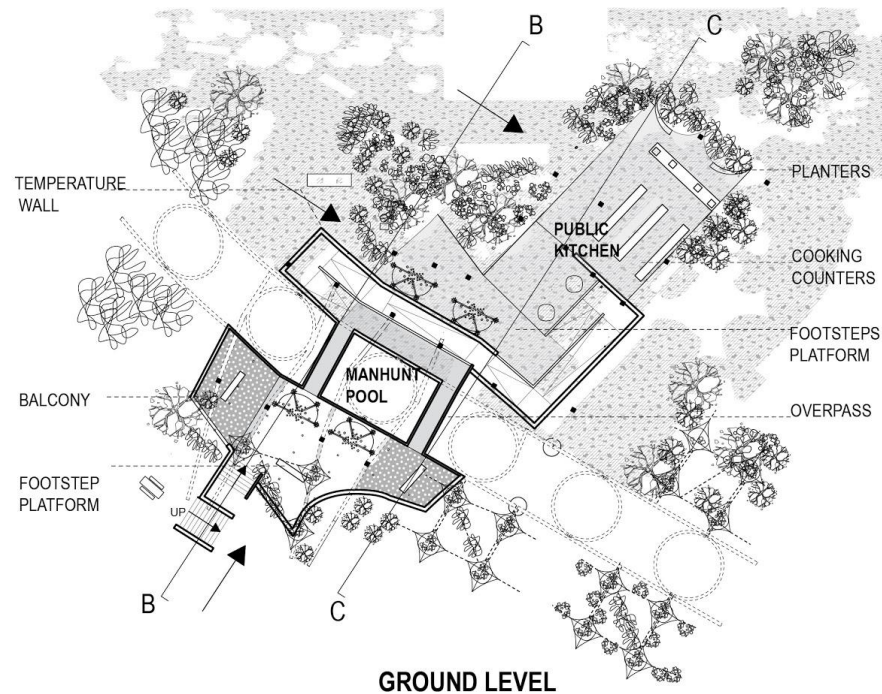 B
C
TEMPERATURE
WALL
PLANTERS
PUBLIC
KITCHEN
COOKING
COUNTERS
FOOTSTEPS
PLATFORM
MANHUNT
POOL
BALCONY
OVERPASS
FOOTSTEP
PLATFORM
UP
B
C
GROUND LEVEL